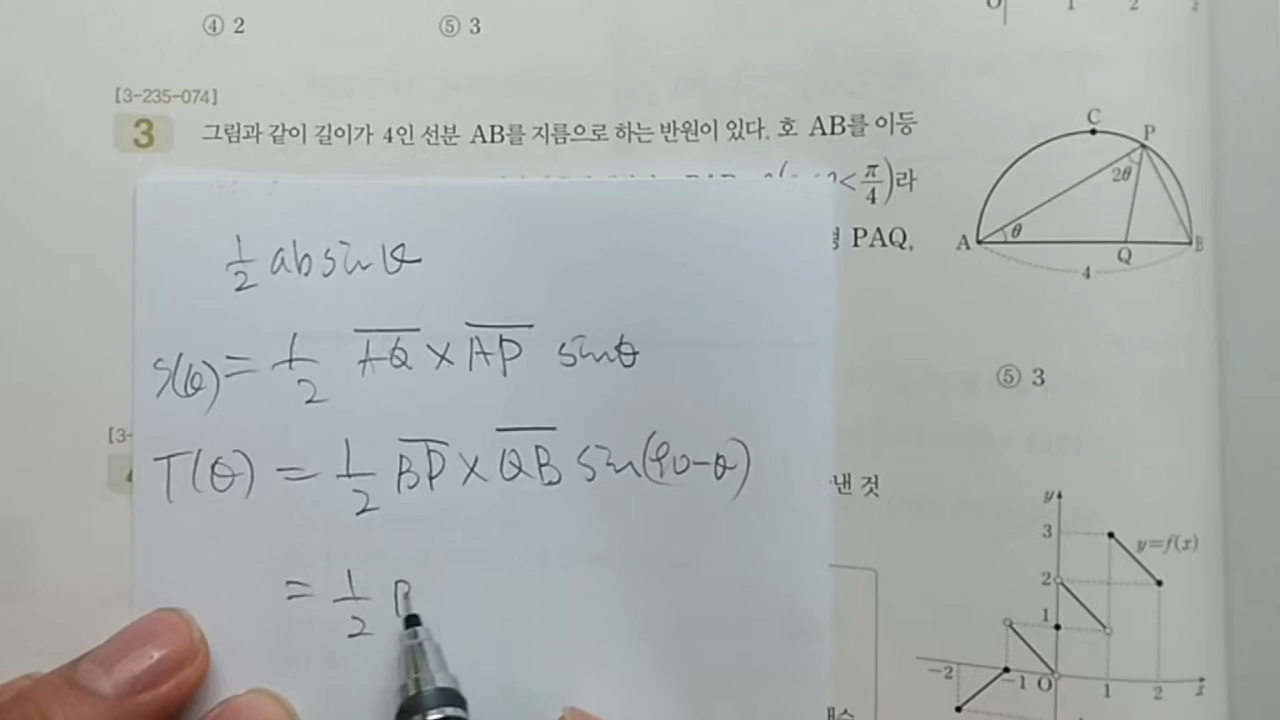 ④ 2
⑤ 3
O 1 2
[3-235-074]
3
그림과 같이 길이가 4인 선분 AB를 지름으로 하는 반원이 있다. 호 AB를 이등
< π/4)라
PAQ,
C
P
2θ
A
θ
Q
B
4
1/2 ab sin θ
S(θ) = 1/2 AQ × AP sin θ
T(θ) = 1/2 BP × QB sin(90-θ)
= 1/2
⑤ 3
[3-
낸 것
y
3
y=f(x)
2
1
-2 -1 O 1 2 x